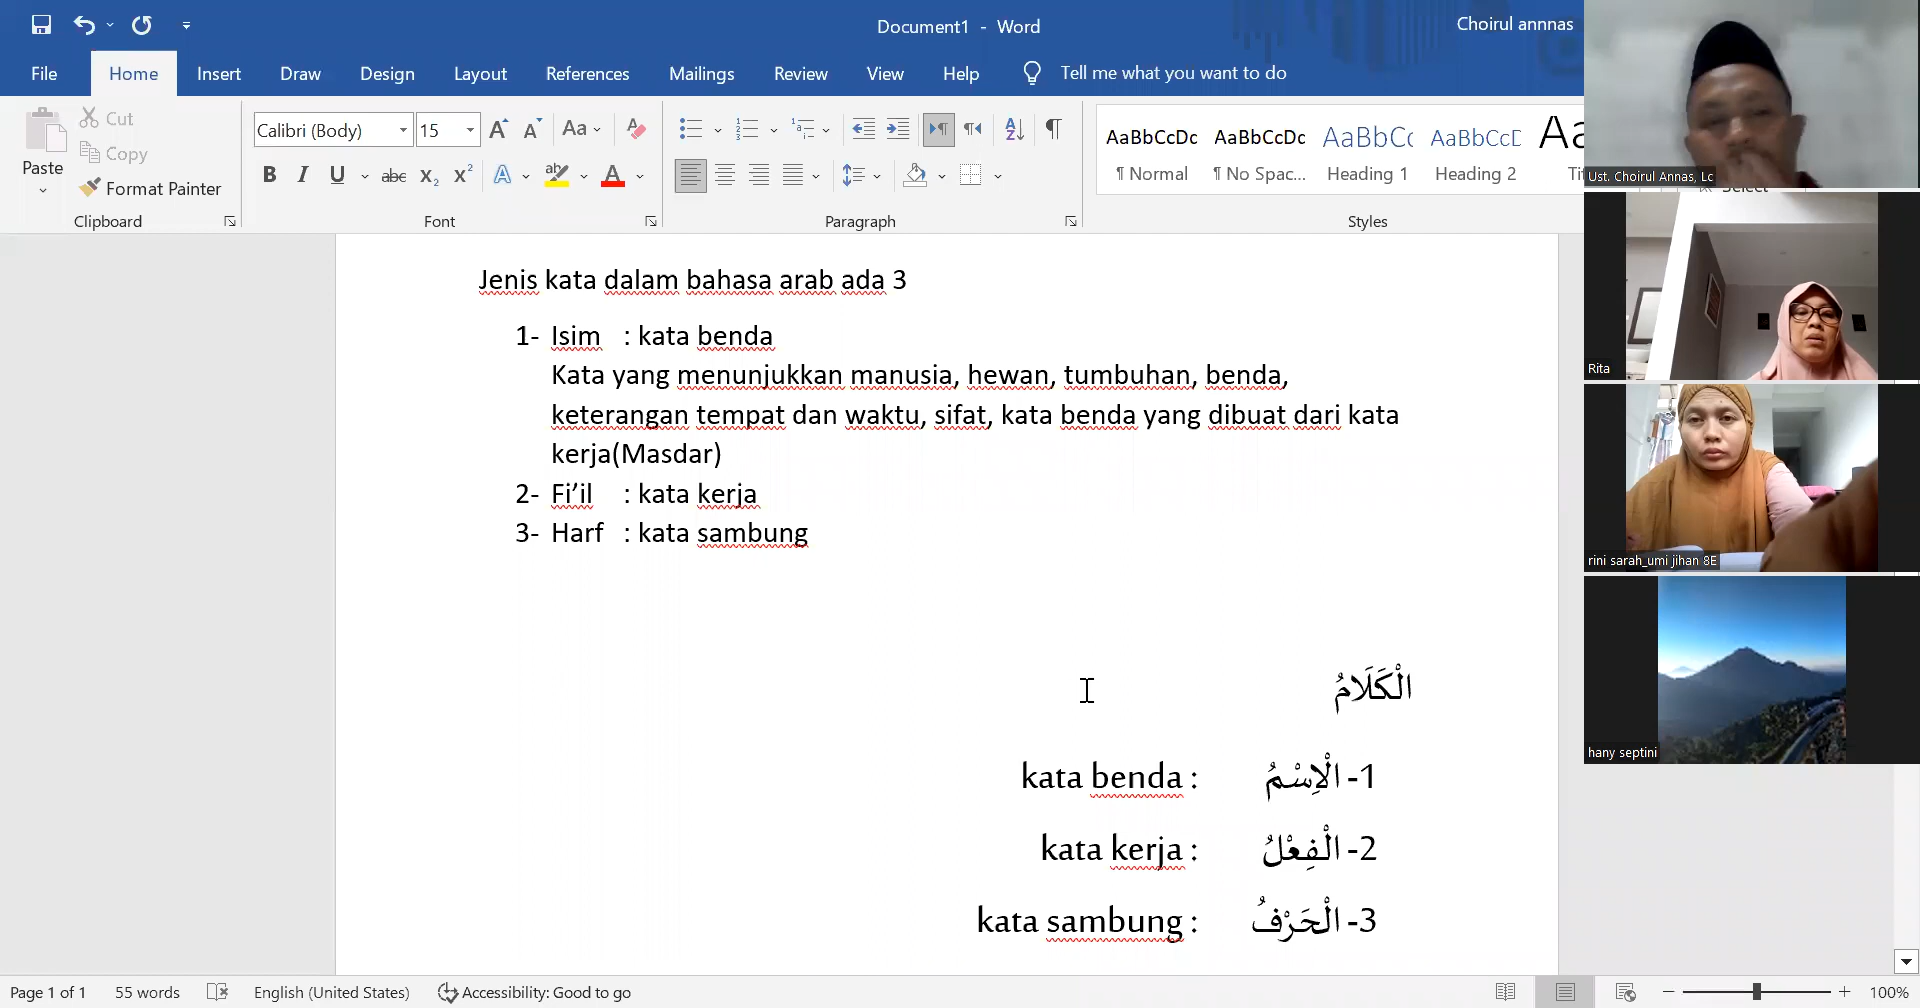 Document1 - Word
Choirul annnas
File Home Insert Draw Design Layout References Mailings Review View Help Tell me what you want to do
Paste
Cut
Copy
Format Painter
Clipboard
Calibri (Body) 15
Font
Paragraph
AaBbCcDc AaBbCcDc AaBbCc AaBbCcD
¶ Normal ¶ No Spac... Heading 1 Heading 2
Styles
Select
Jenis kata dalam bahasa arab ada 3
1- Isim : kata benda
Kata yang menunjukkan manusia, hewan, tumbuhan, benda,
keterangan tempat dan waktu, sifat, kata benda yang dibuat dari kata
kerja(Masdar)
2- Fi’il : kata kerja
3- Harf : kata sambung
الْكَلَامُ
1- الْاِسْمُ : kata benda
2- الْفِعْلُ : kata kerja
3- الْحَرْفُ : kata sambung
Ust. Choirul Annas, Lc
Rita
rini sarah_umi jihan 8E
hany septini
Page 1 of 1 55 words English (United States) Accessibility: Good to go 100%